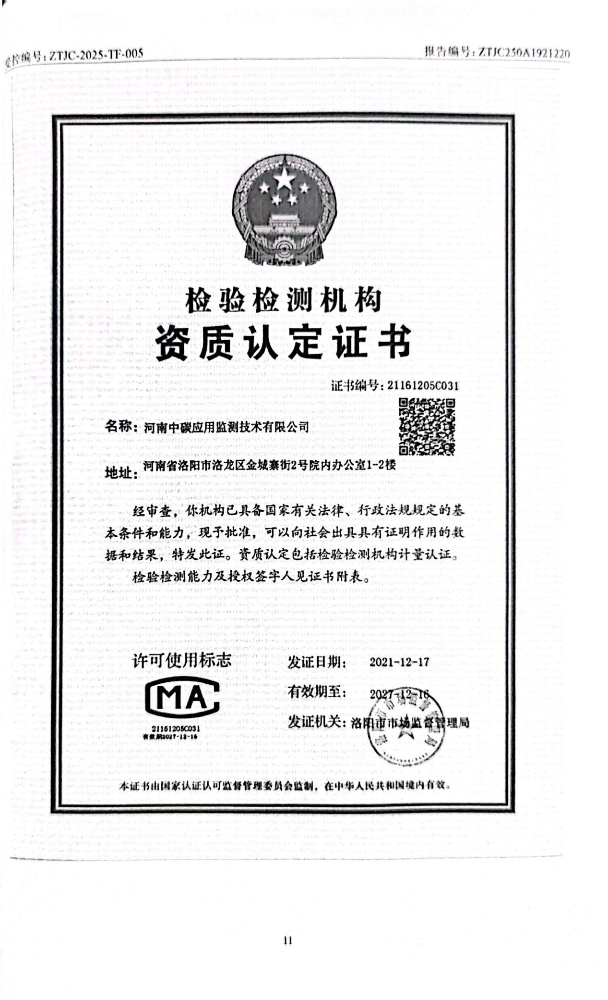 受控编号：ZTJC-2025-TF-005
报告编号：ZTJC250A1921220
检验检测机构
资质认定证书
证书编号：21161205C031
名称：河南中碳应用监测技术有限公司
地址：河南省洛阳市洛龙区金城寨街2号院内办公室1-2楼
经审查，你机构已具备国家有关法律、行政法规规定的基
本条件和能力，现予批准，可以向社会出具具有证明作用的数
据和结果，特发此证。资质认定包括检验检测机构计量认证。
检验检测能力及授权签字人见证书附表。
许可使用标志
MA
21161205C031
有效期2027-12-16
发证日期：2021-12-17
有效期至：2027-12-16
发证机关：洛阳市市场监督管理局
洛阳市市场监督管理局
本证书由国家认证认可监督管理委员会监制，在中华人民共和国境内有效。
11